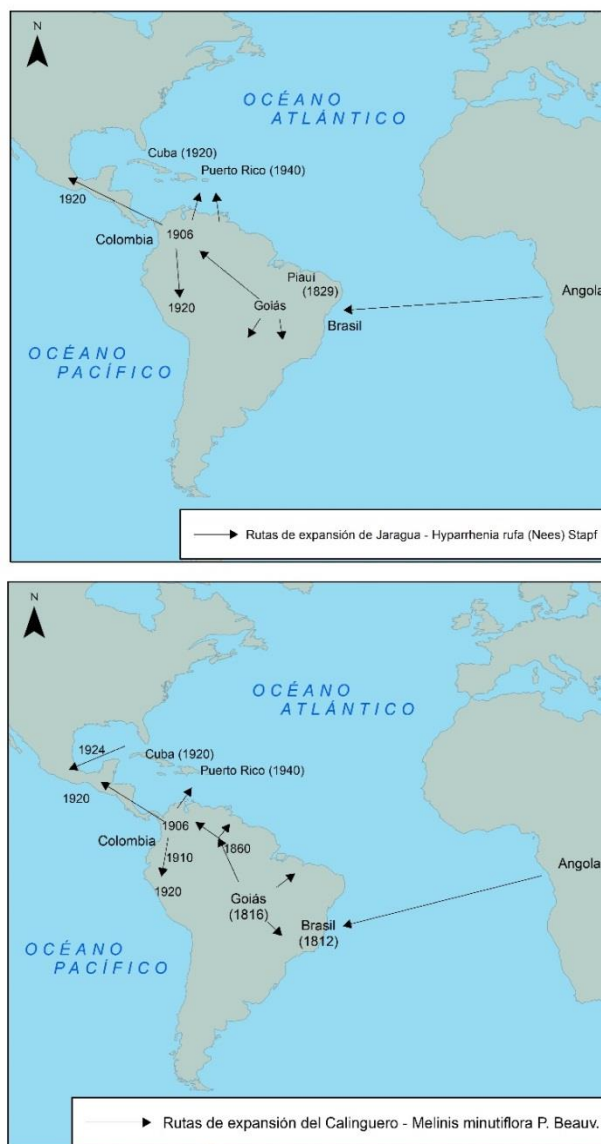 N
OCÉANO
ATLÁNTICO
Cuba (1920)
Puerto Rico (1940)
1920
Colombia
1906
Piauí
(1829)
Angola
Goiás
1920
Brasil
OCÉANO
PACÍFICO
Rutas de expansión de Jaragua - Hyparrhenia rufa (Nees) Stapf
N
OCÉANO
ATLÁNTICO
1924
Cuba (1920)
Puerto Rico (1940)
1920
1906
Colombia
1860
1910
Angola
1920
Goiás
(1816)
Brasil
(1812)
OCÉANO
PACÍFICO
Rutas de expansión del Calinguero - Melinis minutiflora P. Beauv.